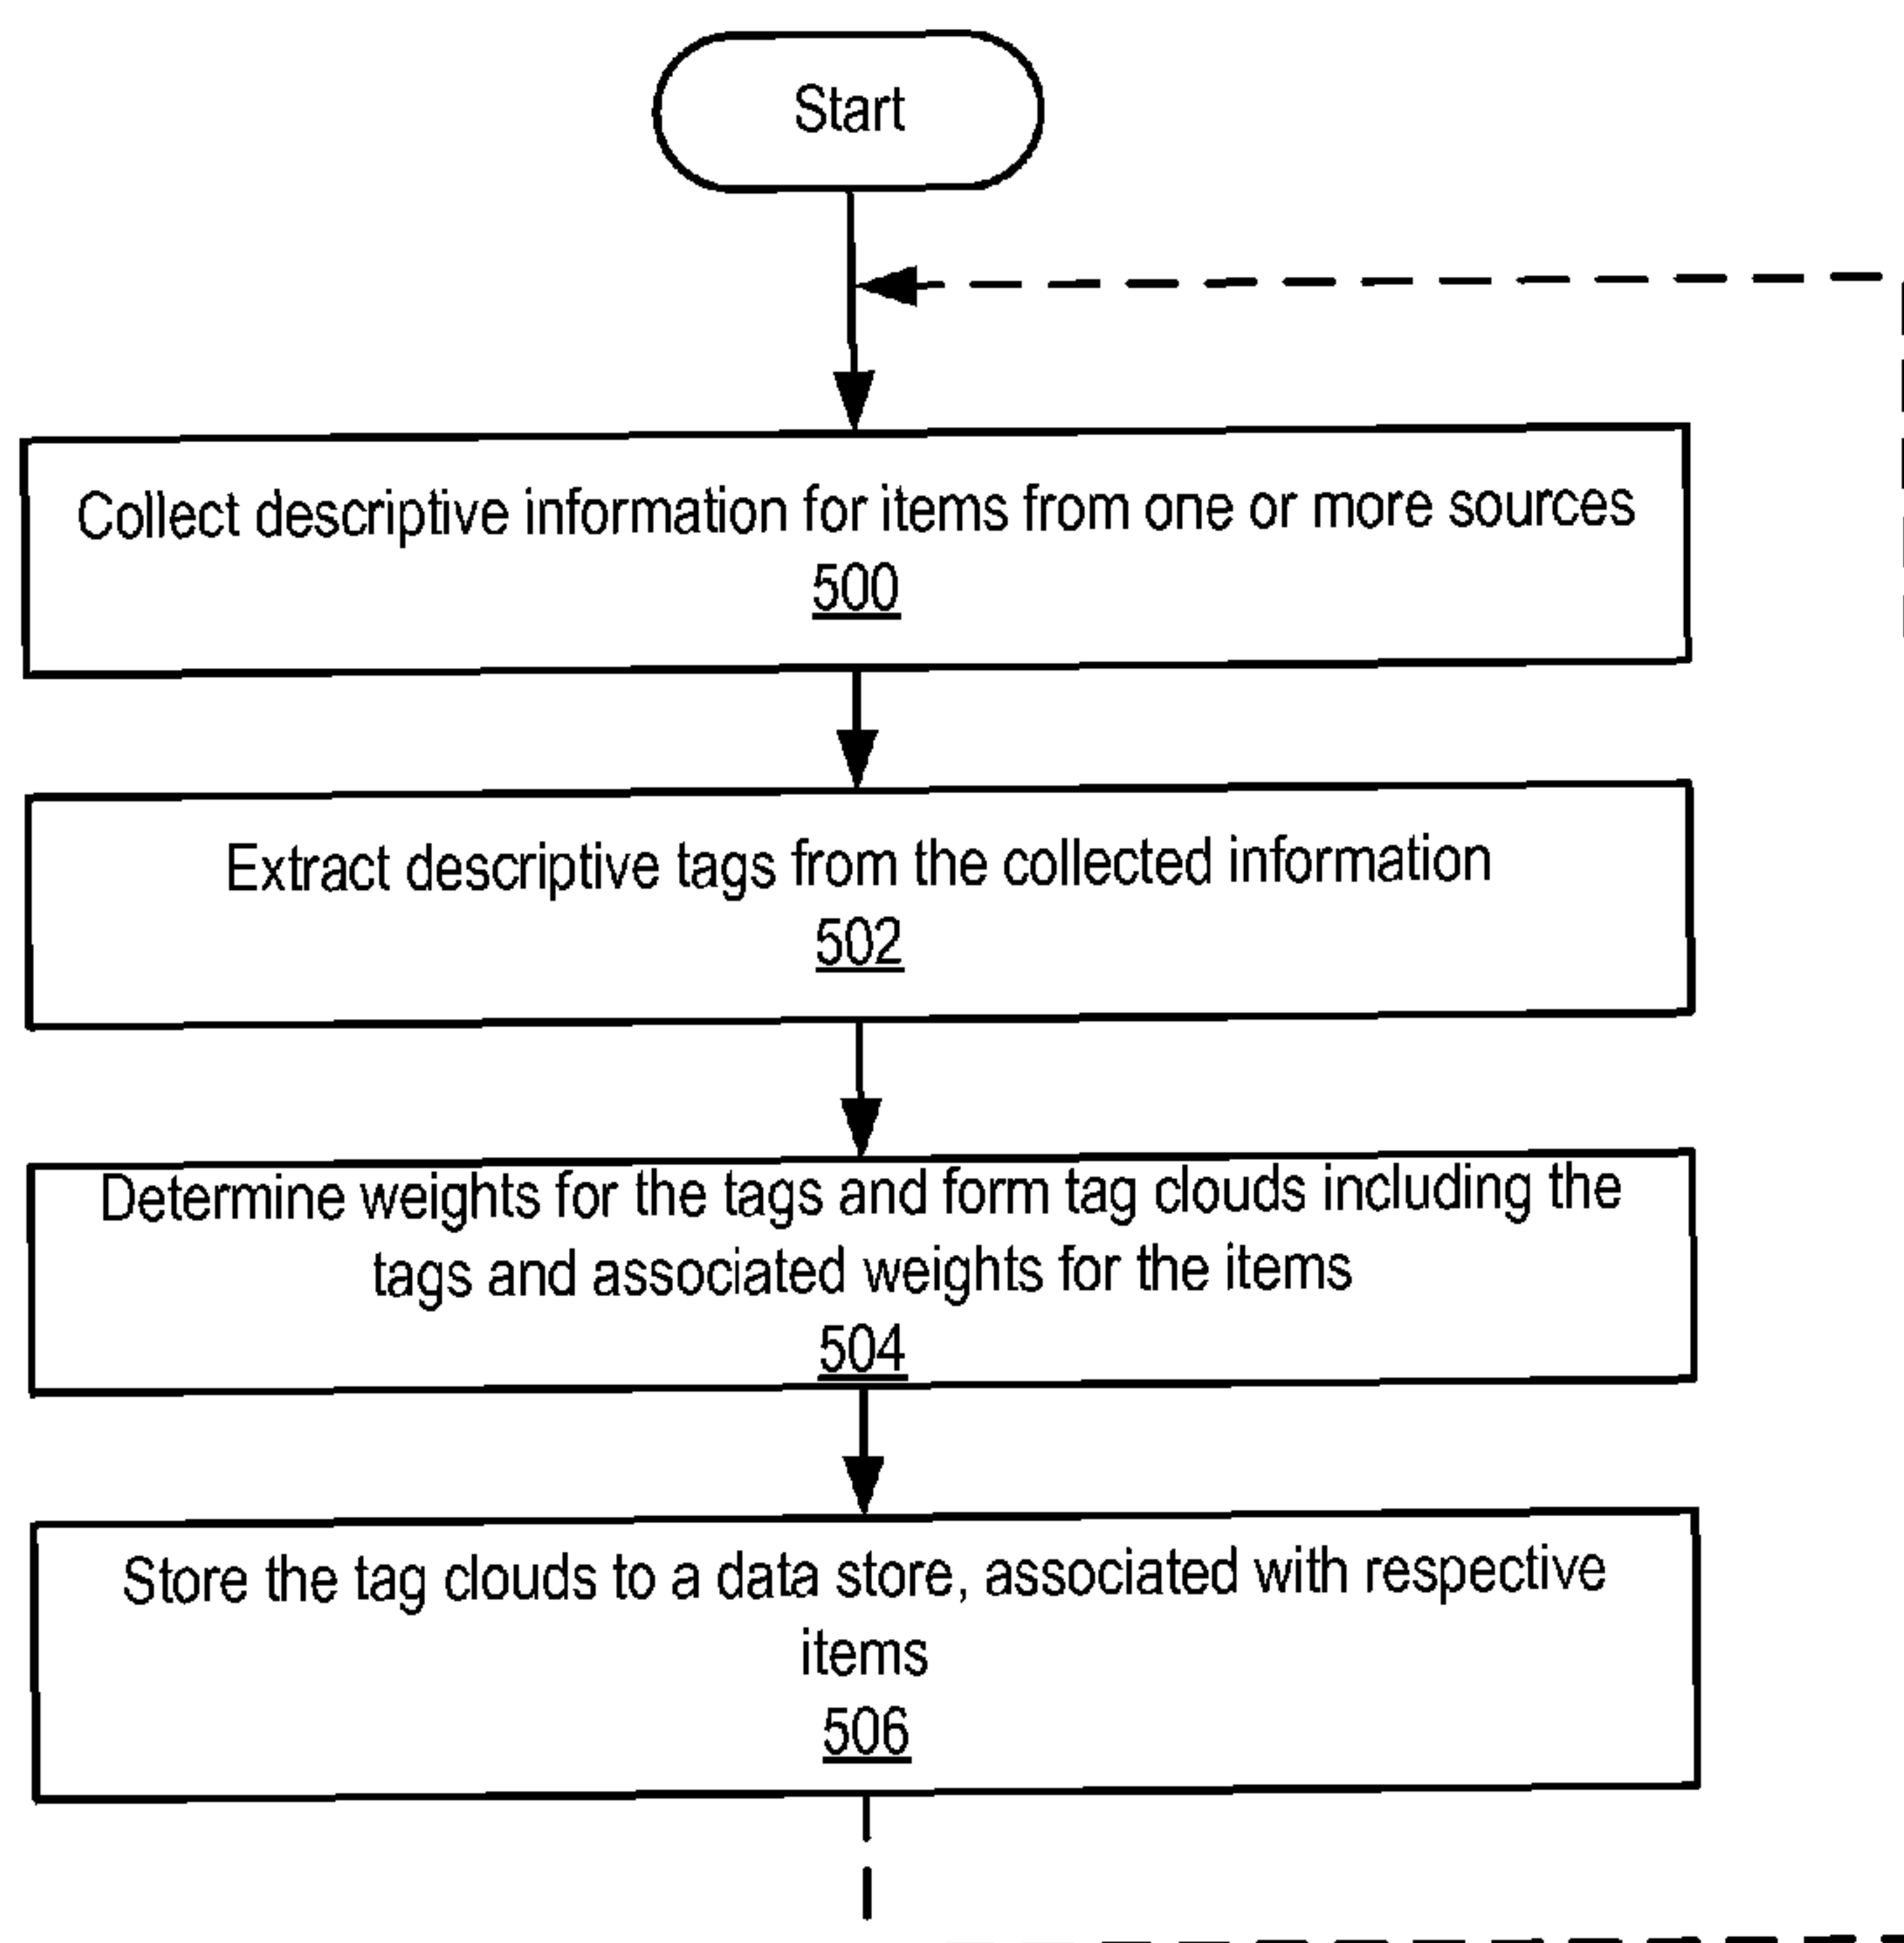 Start
Collect descriptive information for items from one or more sources
500
Extract descriptive tags from the collected information
502
Determine weights for the tags and form tag clouds including the
tags and associated weights for the items
504
Store the tag clouds to a data store, associated with respective
items
506